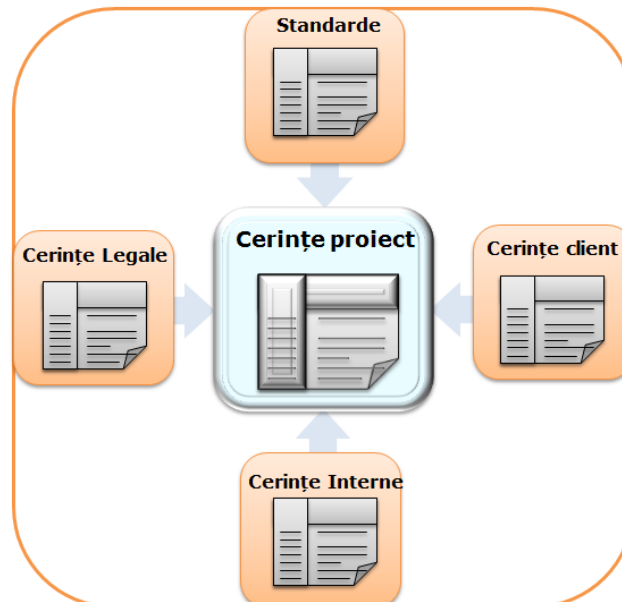 Standarde
Cerințe proiect
Cerințe Legale
Cerințe client
Cerințe Interne